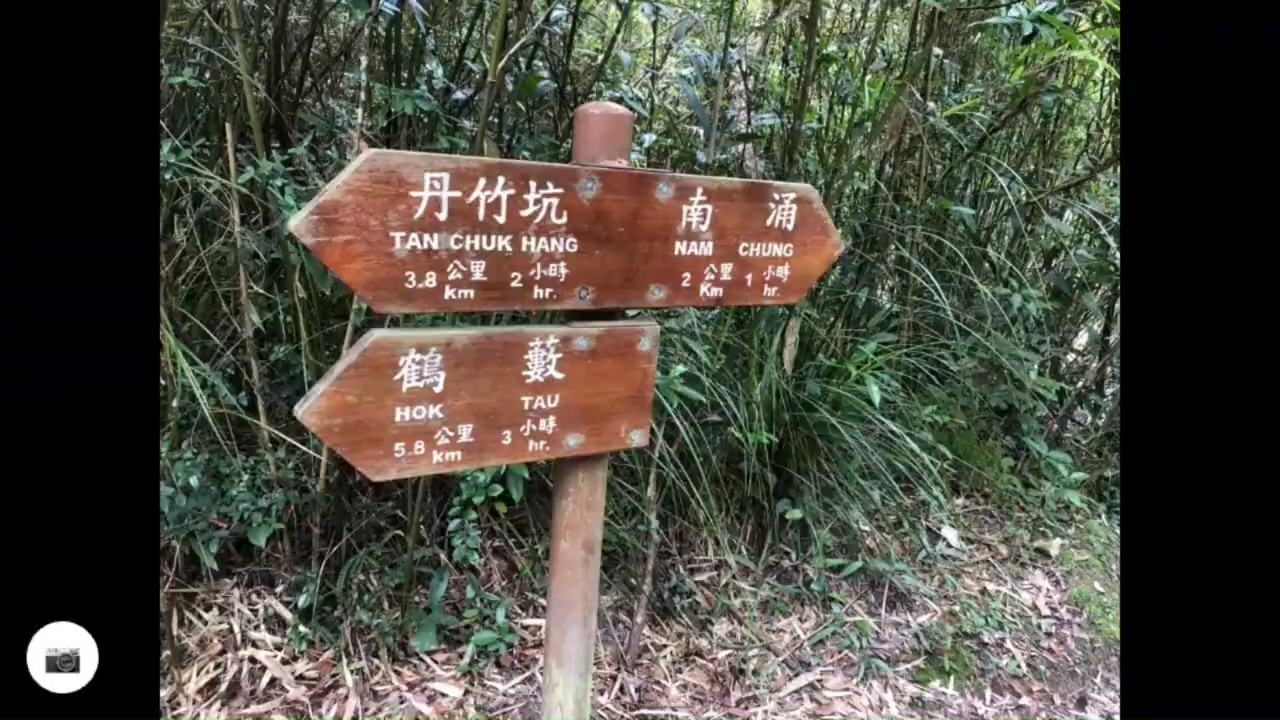 丹竹坑
TAN CHUK HANG
3.8 公里 km 2 小時 hr.
南涌
NAM CHUNG
2 公里 Km 1 小時 hr.
鶴藪
HOK TAU
5.8 公里 km 3 小時 hr.